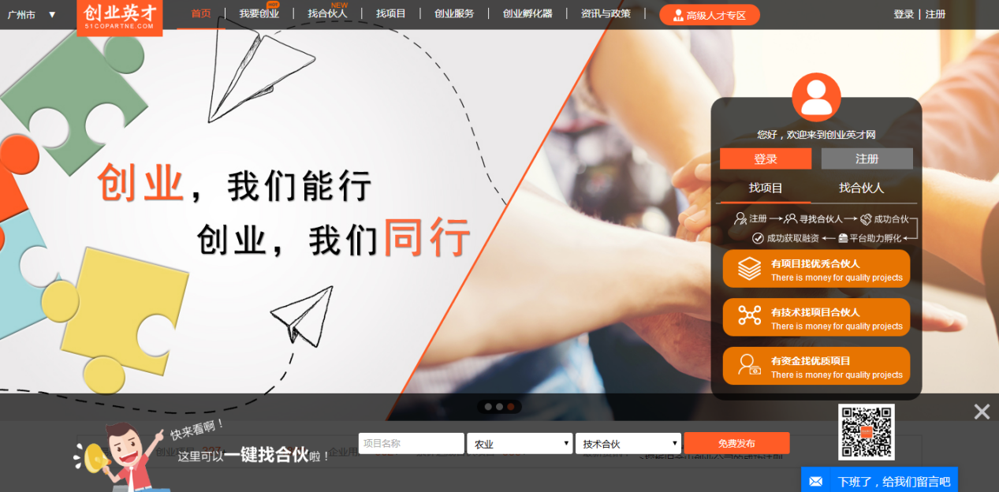 广州市 ▼
创业英才
51COPARTNE.COM
首页
我要创业
HOT
找合伙人
NEW
找项目
创业服务
创业孵化器
资讯与政策
高级人才专区
登录 | 注册
创业，我们能行
创业，我们同行
您好，欢迎来到创业英才网
登录
注册
找项目
找合伙人
注册
寻找合伙人
成功合伙
成功获取融资
平台助力孵化
有项目找优秀合伙人
There is money for quality projects
有技术找项目合伙人
There is money for quality projects
有资金找优质项目
There is money for quality projects
快来看啊！
这里可以一键找合伙啦！
项目名称
农业
技术合伙
免费发布
下班了，给我们留言吧